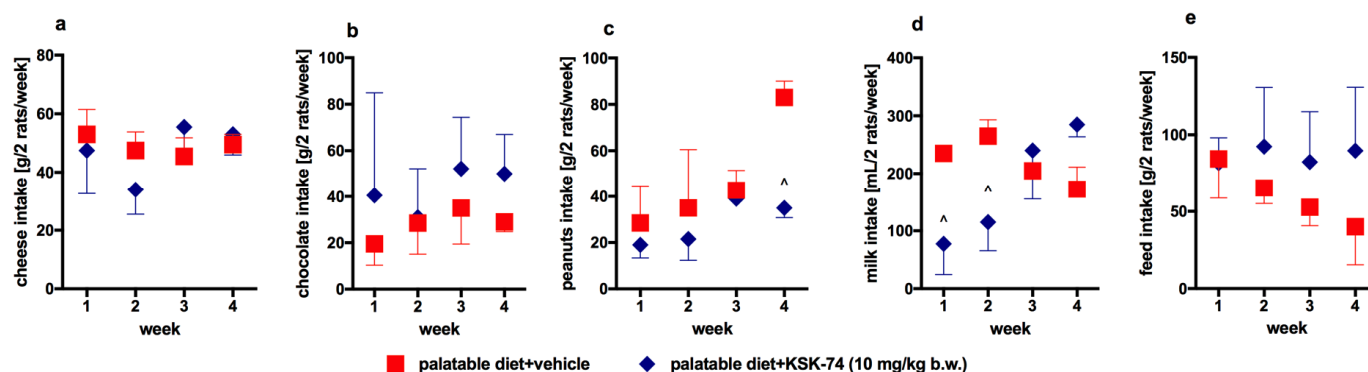 a
cheese intake [g/2 rats/week]
80
60
40
20
0
1 2 3 4
week
b
chocolate intake [g/2 rats/week]
100
80
60
40
20
0
1 2 3 4
week
c
peanuts intake [g/2 rats/week]
100
80
60
40
20
0
^
1 2 3 4
week
d
milk intake [mL/2 rats/week]
400
300
200
100
0
^ ^
1 2 3 4
week
e
feed intake [g/2 rats/week]
150
100
50
0
1 2 3 4
week
palatable diet+vehicle palatable diet+KSK-74 (10 mg/kg b.w.)